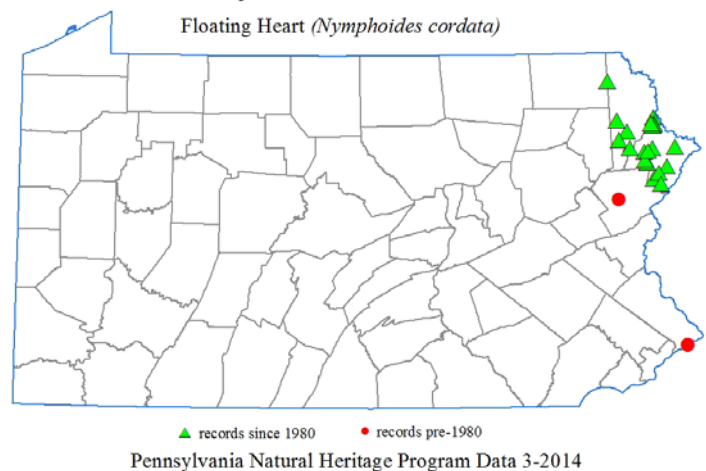 Floating Heart (Nymphoides cordata)
records since 1980 records pre-1980
Pennsylvania Natural Heritage Program Data 3-2014